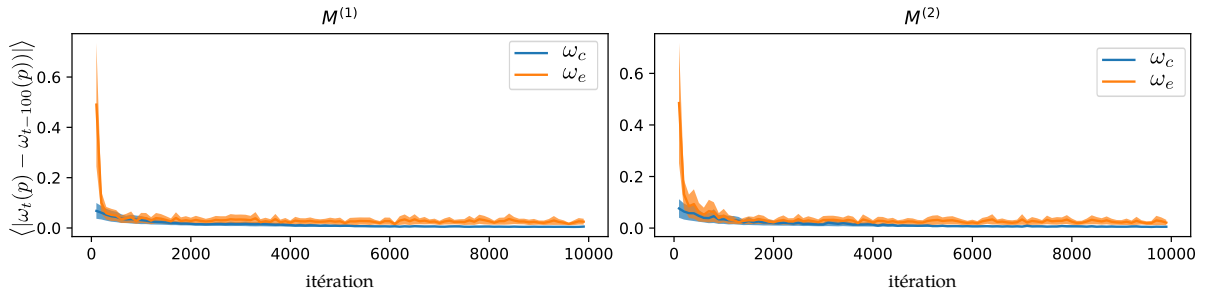 M^{(1)}
⟨|ω_t(p) − ω_{t−100}(p))|⟩
0.6
0.4
0.2
0.0
ω_c
ω_e
0 2000 4000 6000 8000 10000
itération
M^{(2)}
0.6
0.4
0.2
0.0
ω_c
ω_e
0 2000 4000 6000 8000 10000
itération